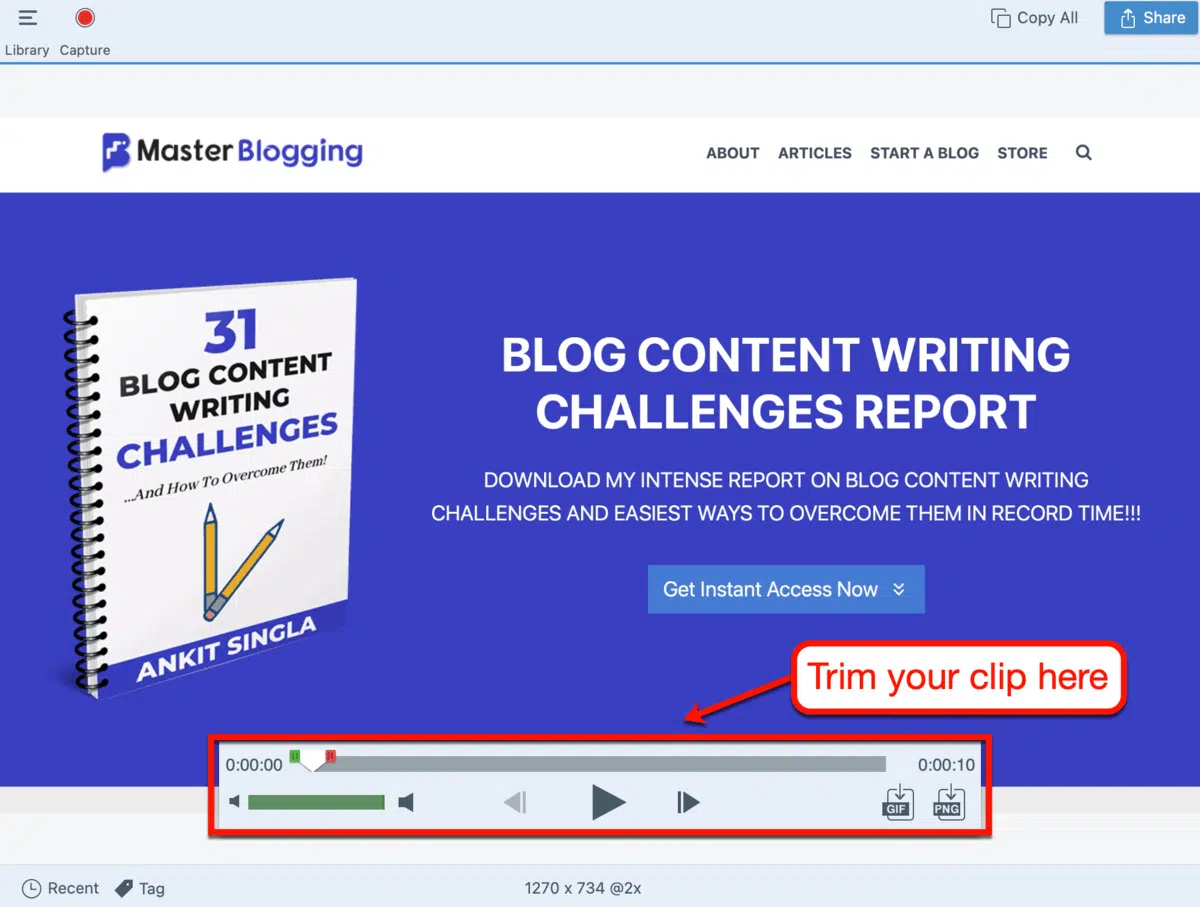 Copy All
Share
Library
Capture
Master Blogging
ABOUT
ARTICLES
START A BLOG
STORE
31
BLOG CONTENT
WRITING
CHALLENGES
...And How To Overcome Them!
ANKIT SINGLA
BLOG CONTENT WRITING
CHALLENGES REPORT
DOWNLOAD MY INTENSE REPORT ON BLOG CONTENT WRITING
CHALLENGES AND EASIEST WAYS TO OVERCOME THEM IN RECORD TIME!!!
Get Instant Access Now
Trim your clip here
0:00:00
0:00:10
GIF
PNG
Recent
Tag
1270 x 734 @2x